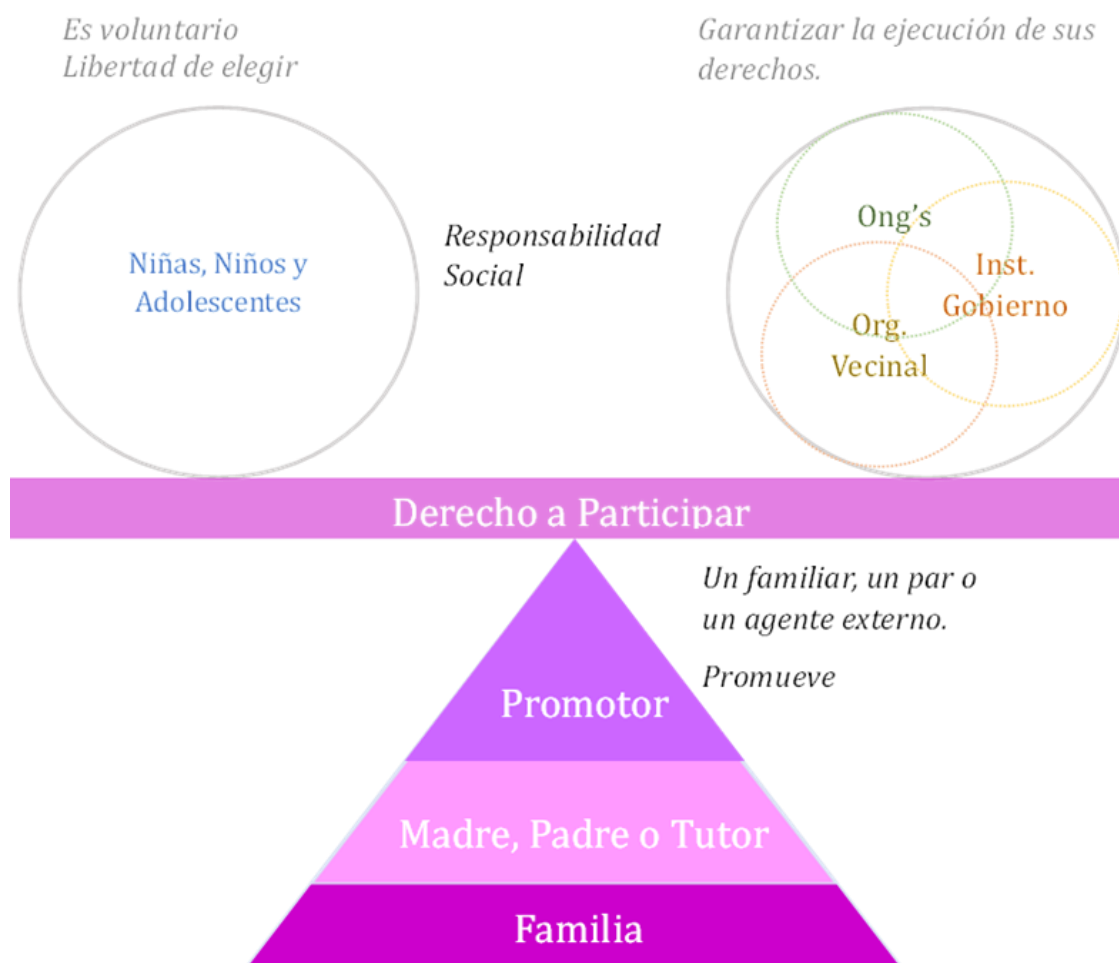 Es voluntario
Libertad de elegir
Garantizar la ejecución de sus
derechos.
Niñas, Niños y
Adolescentes
Responsabilidad
Social
Ong's
Inst.
Gobierno
Org.
Vecinal
Derecho a Participar
Un familiar, un par o
un agente externo.
Promueve
Promotor
Madre, Padre o Tutor
Familia